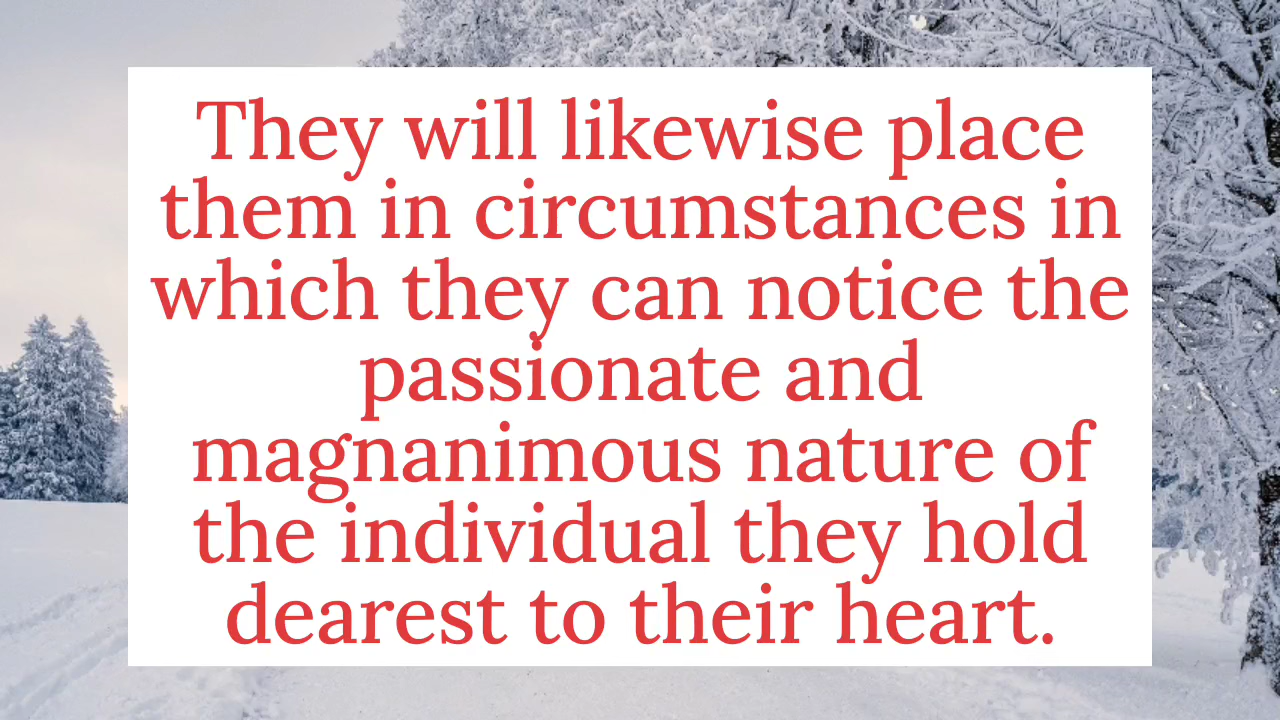 They will likewise place
them in circumstances in
which they can notice the
passionate and
magnanimous nature of
the individual they hold
dearest to their heart.